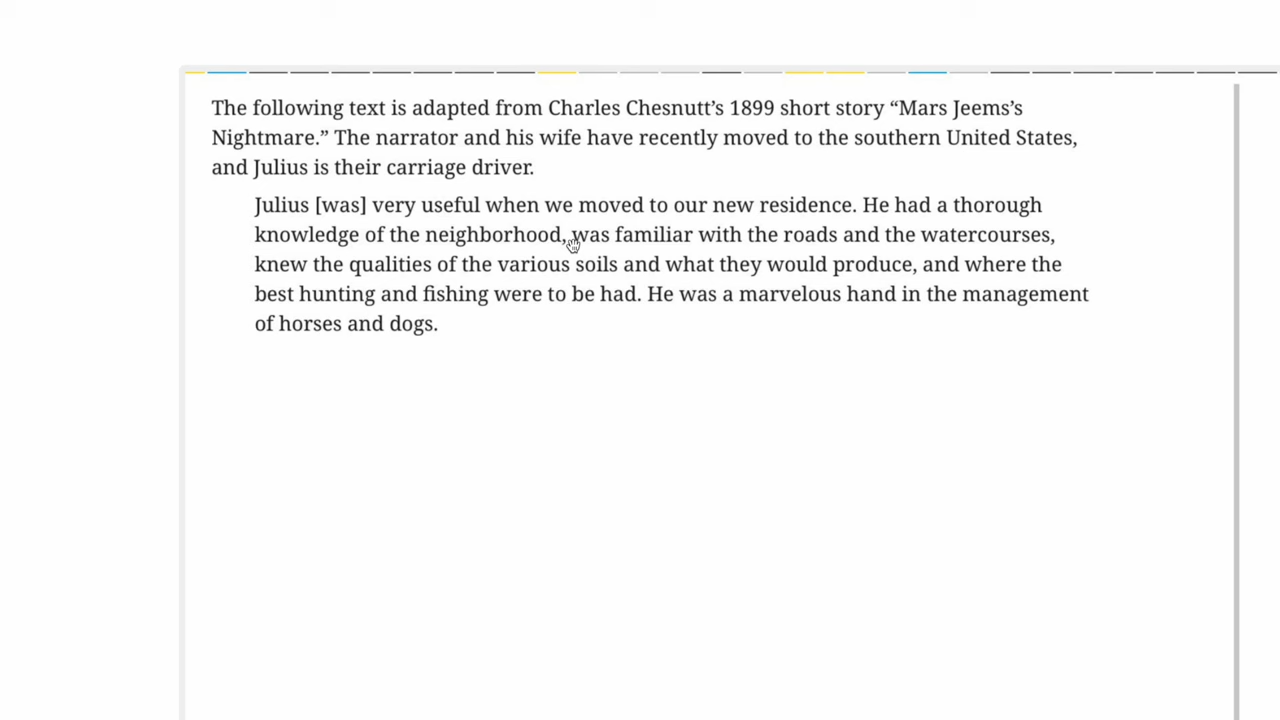 The following text is adapted from Charles Chesnutt’s 1899 short story “Mars Jeems’s
Nightmare.” The narrator and his wife have recently moved to the southern United States,
and Julius is their carriage driver.
Julius [was] very useful when we moved to our new residence. He had a thorough
knowledge of the neighborhood, was familiar with the roads and the watercourses,
knew the qualities of the various soils and what they would produce, and where the
best hunting and fishing were to be had. He was a marvelous hand in the management
of horses and dogs.